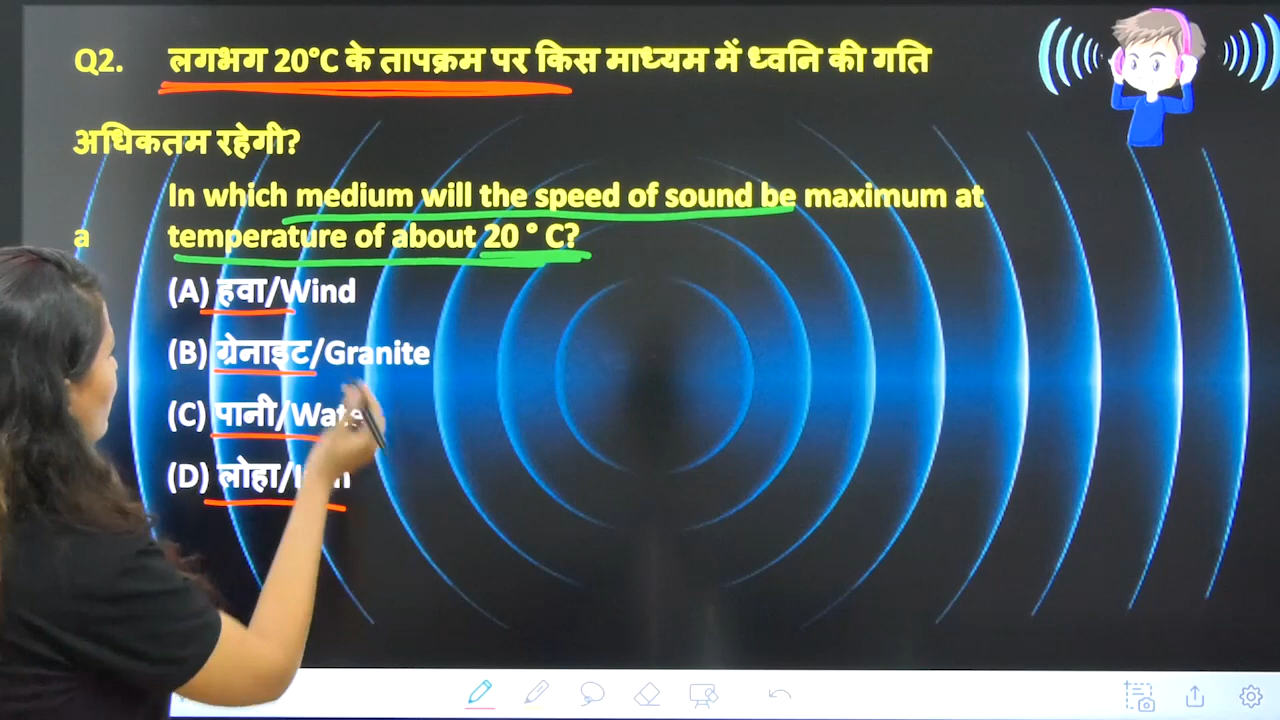 Q2. लगभग 20°C के तापक्रम पर किस माध्यम में ध्वनि की गति
अधिकतम रहेगी?
In which medium will the speed of sound be maximum at
a temperature of about 20 ° C?
(A) हवा/Wind
(B) ग्रेनाइट/Granite
(C) पानी/Wate
(D) लोहा/